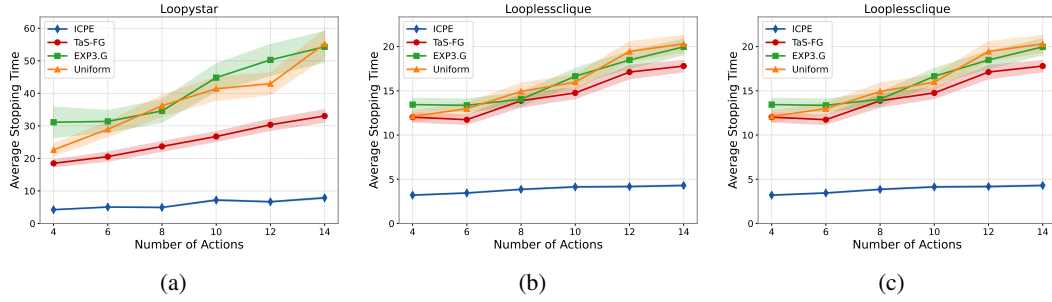 Loopystar
ICPE
TaS-FG
EXP3.G
Uniform
Average Stopping Time
60
50
40
30
20
10
0
4 6 8 10 12 14
Number of Actions
(a)
Looplessclique
ICPE
TaS-FG
EXP3.G
Uniform
Average Stopping Time
20
15
10
5
0
4 6 8 10 12 14
Number of Actions
(b)
Looplessclique
ICPE
TaS-FG
EXP3.G
Uniform
Average Stopping Time
20
15
10
5
0
4 6 8 10 12 14
Number of Actions
(c)